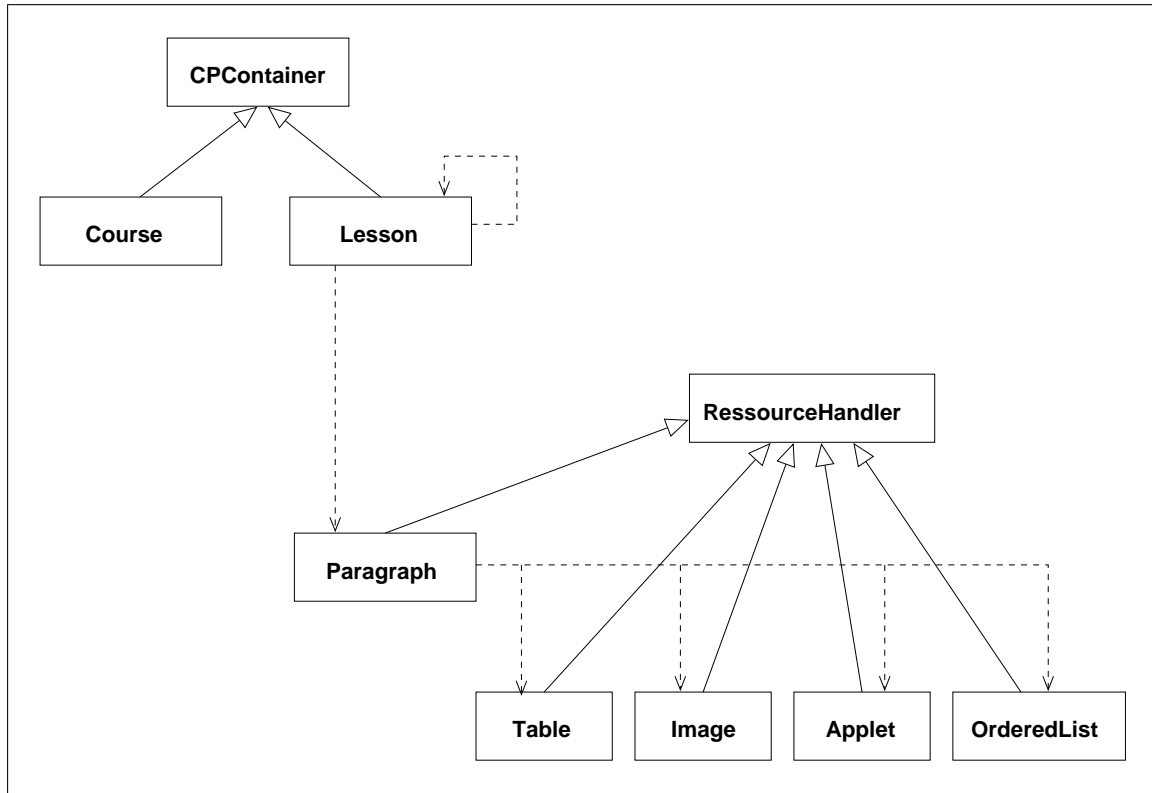 CPContainer
Course
Lesson
RessourceHandler
Paragraph
Table
Image
Applet
OrderedList